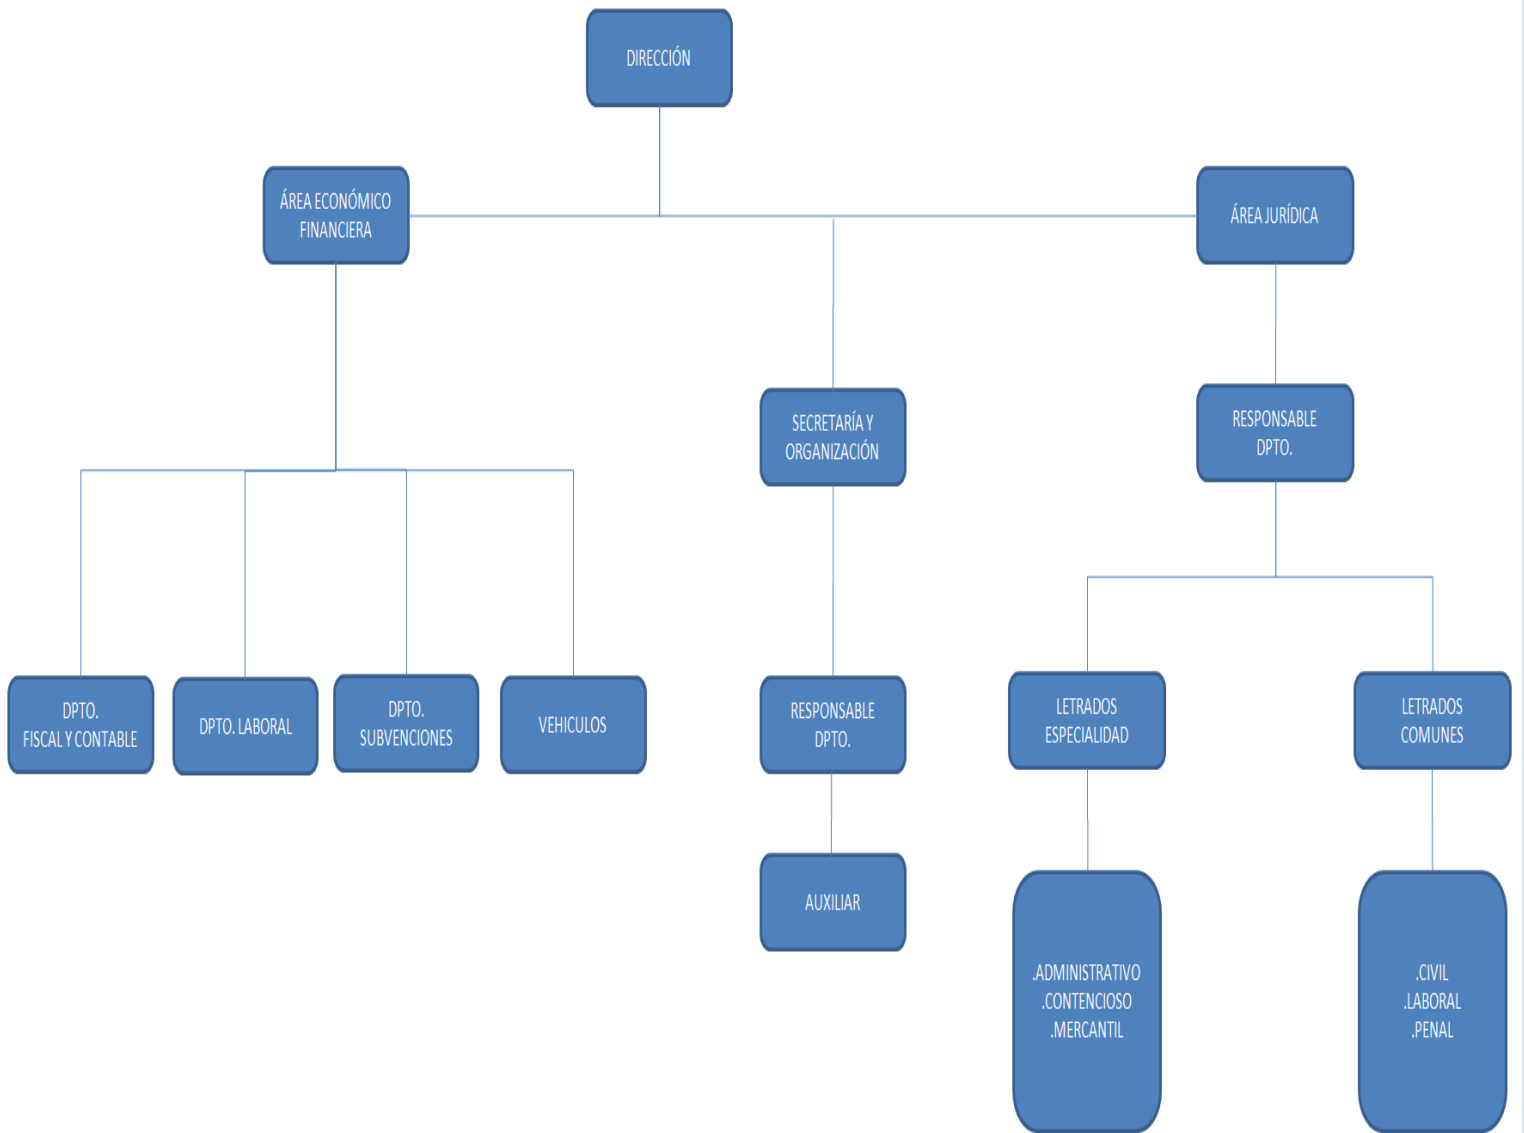 DIRECCIÓN
ÁREA ECONÓMICO
FINANCIERA
ÁREA JURÍDICA
SECRETARÍA Y
ORGANIZACIÓN
RESPONSABLE
DPTO.
DPTO.
FISCAL Y CONTABLE
DPTO. LABORAL
DPTO.
SUBVENCIONES
VEHICULOS
RESPONSABLE
DPTO.
LETRADOS
ESPECIALIDAD
LETRADOS
COMUNES
AUXILIAR
.ADMINISTRATIVO
.CONTENCIOSO
.MERCANTIL
.CIVIL
.LABORAL
.PENAL